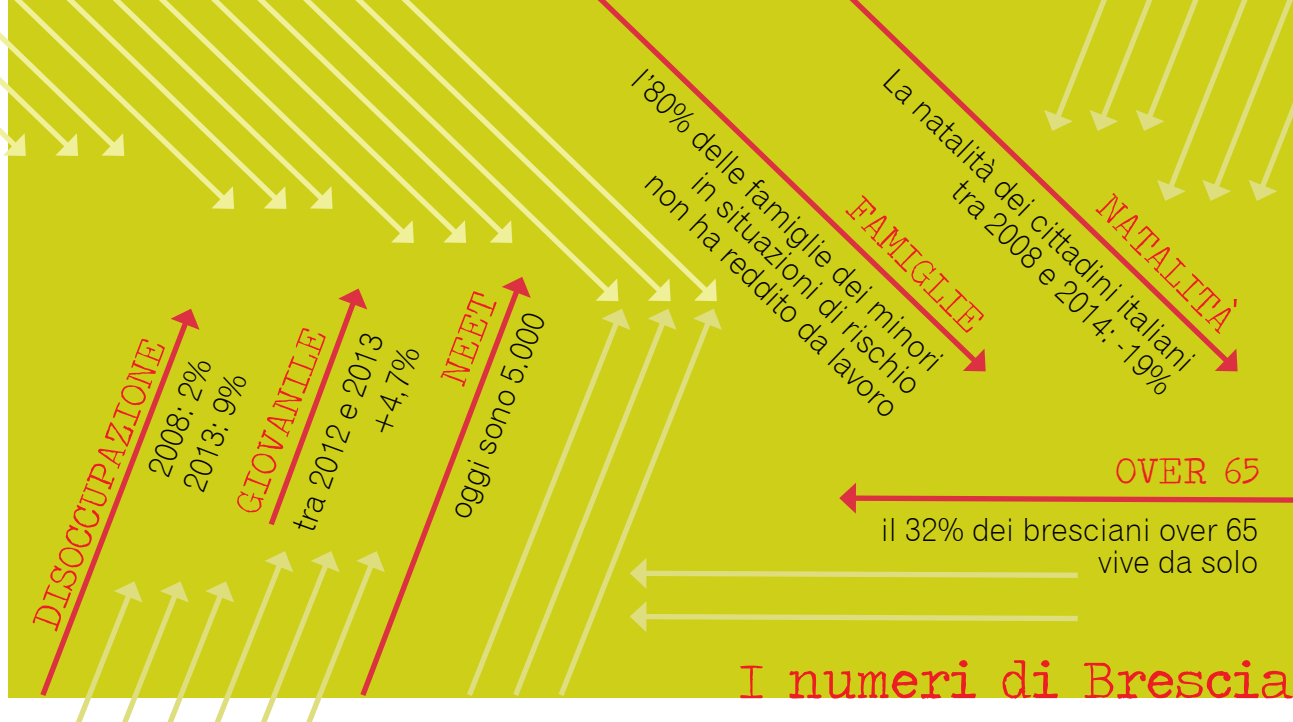 DISOCCUPAZIONE
2008: 2%
2013: 9%
GIOVANILE
tra 2012 e 2013
+4,7%
NEET
oggi sono 5.000
FAMIGLIE
l'80% delle famiglie dei minori
in situazioni di rischio
non ha reddito da lavoro
NATALITÀ
La natalità dei cittadini italiani
tra 2008 e 2014: -19%
OVER 65
il 32% dei bresciani over 65
vive da solo
I numeri di Brescia